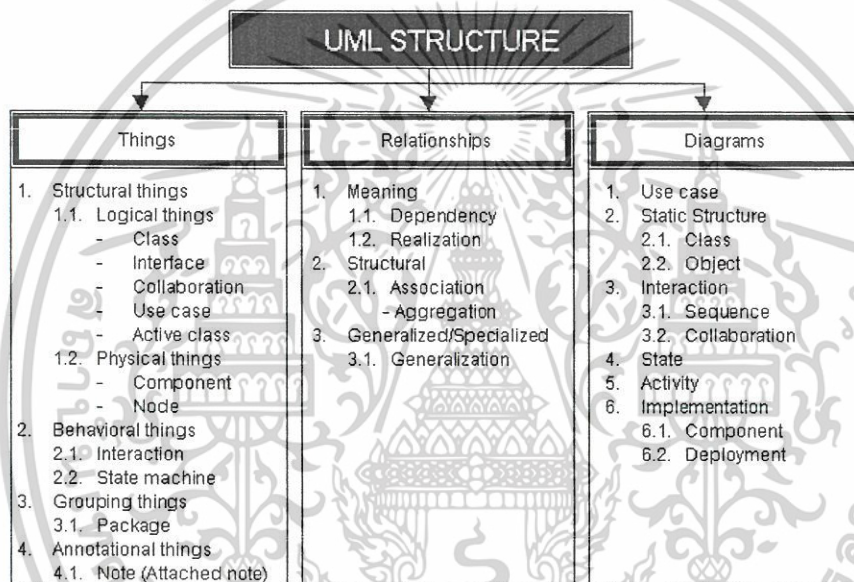 UML STRUCTURE
Things
1. Structural things
1.1. Logical things
- Class
- Interface
- Collaboration
- Use case
- Active class
1.2. Physical things
- Component
- Node
2. Behavioral things
2.1. Interaction
2.2. State machine
3. Grouping things
3.1. Package
4. Annotational things
4.1. Note (Attached note)
Relationships
1. Meaning
1.1. Dependency
1.2. Realization
2. Structural
2.1. Association
- Aggregation
3. Generalized/Specialized
3.1. Generalization
Diagrams
1. Use case
2. Static Structure
2.1. Class
2.2. Object
3. Interaction
3.1. Sequence
3.2. Collaboration
4. State
5. Activity
6. Implementation
6.1. Component
6.2. Deployment